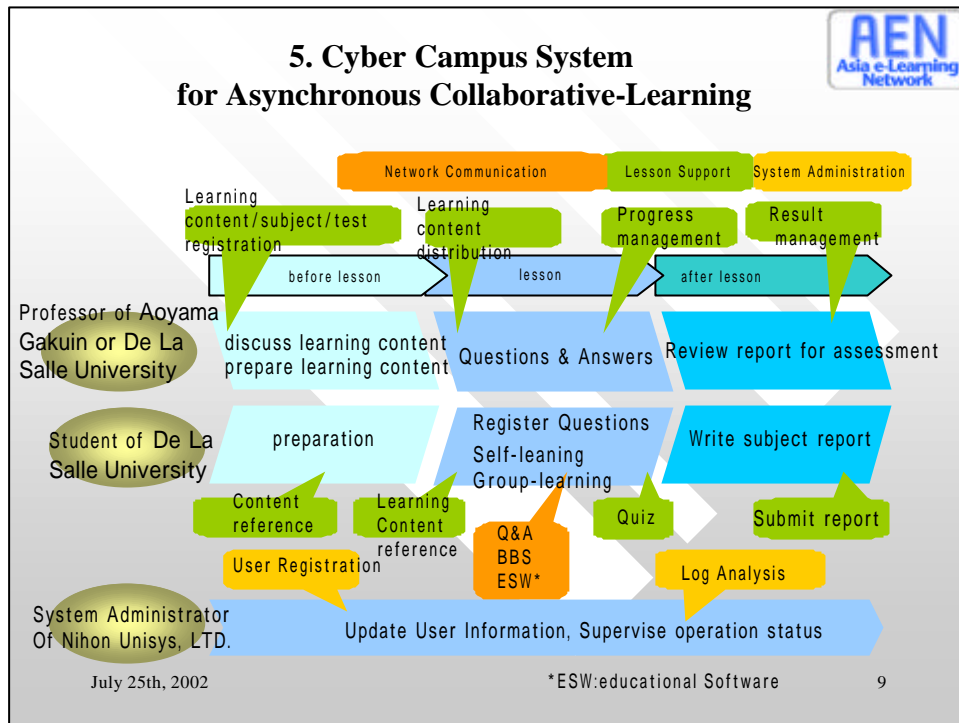 5. Cyber Campus System
for Asynchronous Collaborative-Learning
AEN
Asia e-Learning
Network
Network Communication
Lesson Support
System Administration
Learning
content/subject/test
registration
Learning
content
distribution
Progress
management
Result
management
before lesson
lesson
after lesson
Professor of Aoyama
Gakuin or De La
Salle University
discuss learning content
prepare learning content
Questions & Answers
Review report for assessment
Student of De La
Salle University
preparation
Register Questions
Self-leaning
Group-learning
Write subject report
Content
reference
Learning
Content
reference
Q&A
BBS
ESW*
Quiz
Submit report
User Registration
Log Analysis
System Administrator
Of Nihon Unisys, LTD.
Update User Information, Supervise operation status
July 25th, 2002
*ESW:educational Software
9